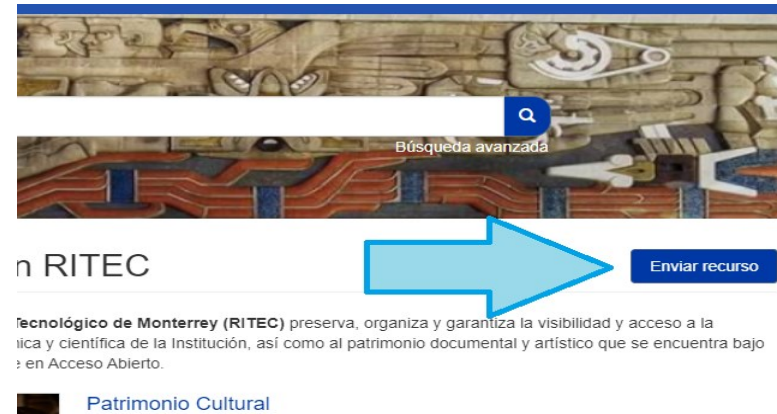 Búsqueda avanzada
n RITEC
Enviar recurso
Tecnológico de Monterrey (RITEC) preserva, organiza y garantiza la visibilidad y acceso a la
nica y científica de la Institución, así como al patrimonio documental y artístico que se encuentra bajo
e en Acceso Abierto.
Patrimonio Cultural